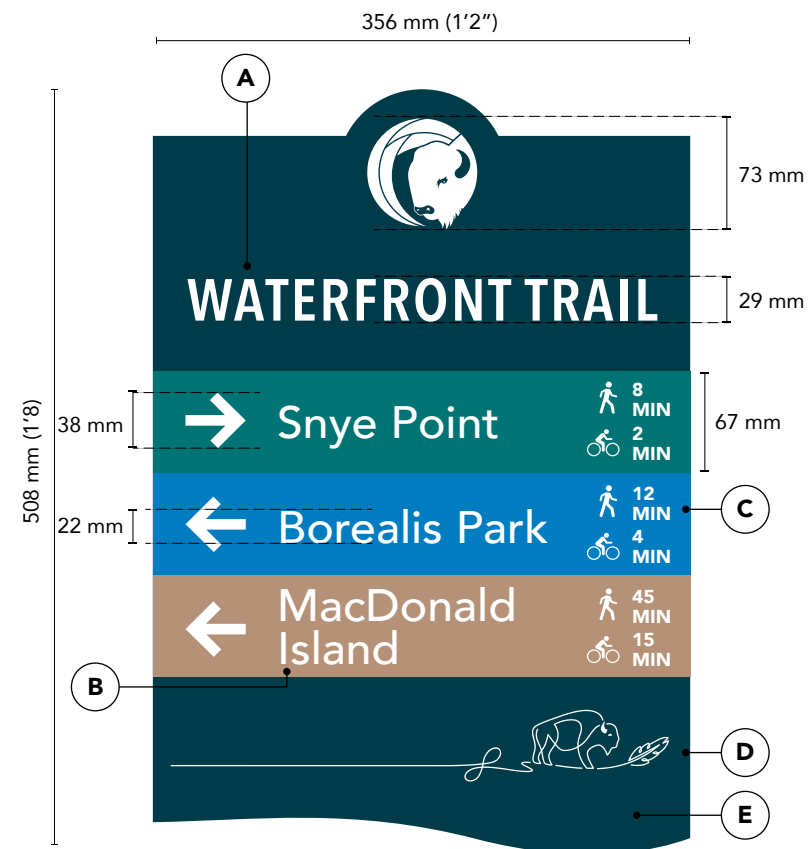 356 mm (1'2")
A
73 mm
WATERFRONT TRAIL
29 mm
508 mm (1'8)
38 mm
Snye Point
8
MIN
2
MIN
67 mm
22 mm
Borealis Park
12
MIN
4
MIN
C
MacDonald
Island
45
MIN
15
MIN
B
D
E